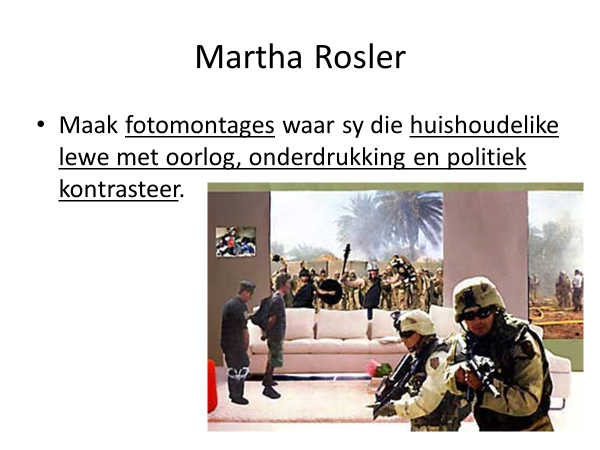 Martha Rosler
• Maak fotomontages waar sy die huishoudelike
lewe met oorlog, onderdrukking en politiek
kontrasteer.